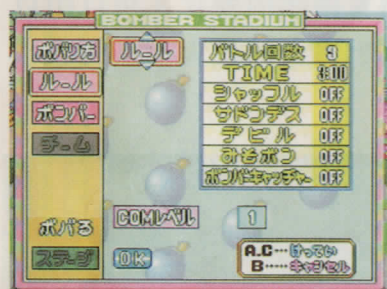 BOMBER STADIUM
ボバり方
ルール
ボンバー
チーム
ボバる
ステージ
ルール
バトル回数 3
TIME 3:00
シャッフル OFF
サドンデス OFF
デビル OFF
みそボン OFF
ボンバーキャッチャー OFF
COMレベル 1
OK
A.C・・・けってい
B・・・・キャンセル